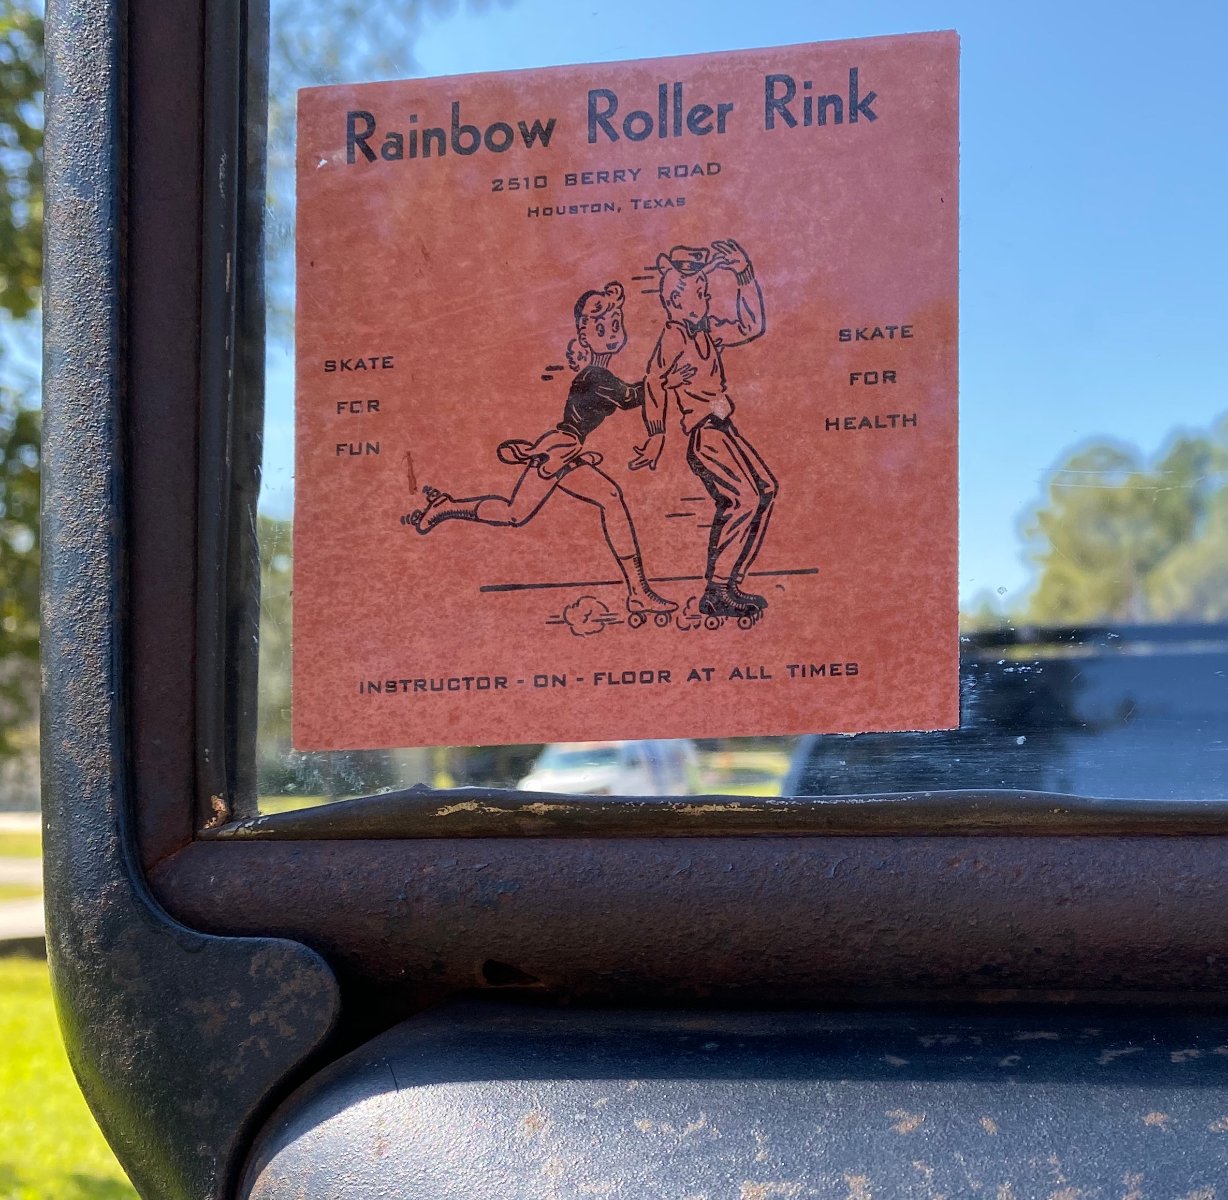 Rainbow Roller Rink
2510 BERRY ROAD
HOUSTON, TEXAS
SKATE
FOR
FUN
SKATE
FOR
HEALTH
INSTRUCTOR - ON - FLOOR AT ALL TIMES